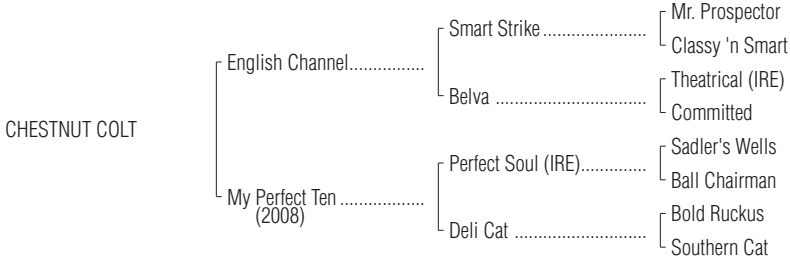 Mr. Prospector
Smart Strike......................
Classy 'n Smart
English Channel................
Theatrical (IRE)
Belva ................................
Committed
CHESTNUT COLT
Sadler's Wells
Perfect Soul (IRE)..............
Ball Chairman
My Perfect Ten ..................
(2008)
Bold Ruckus
Deli Cat ............................
Southern Cat